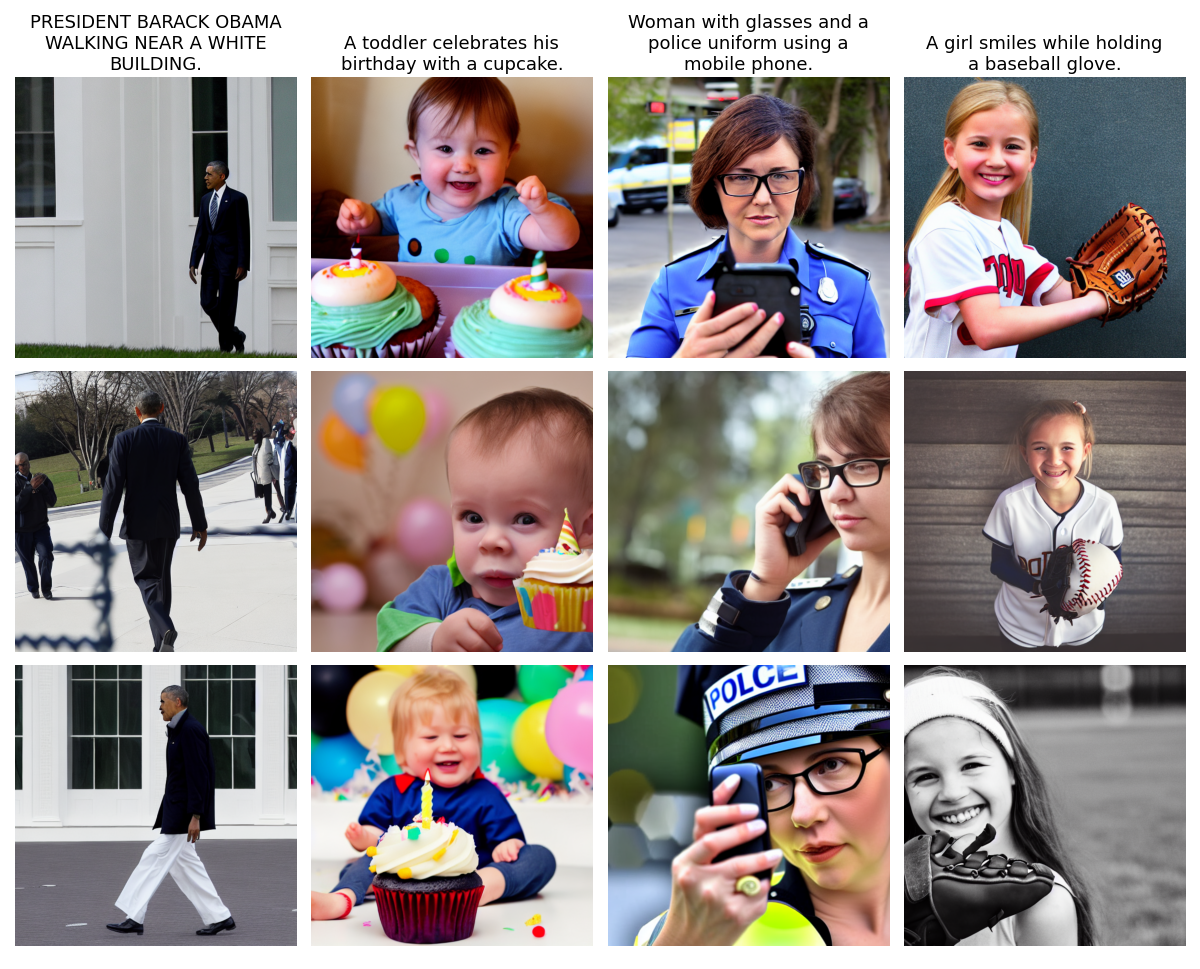 PRESIDENT BARACK OBAMA
WALKING NEAR A WHITE
BUILDING.
A toddler celebrates his
birthday with a cupcake.
Woman with glasses and a
police uniform using a
mobile phone.
A girl smiles while holding
a baseball glove.
POLCE